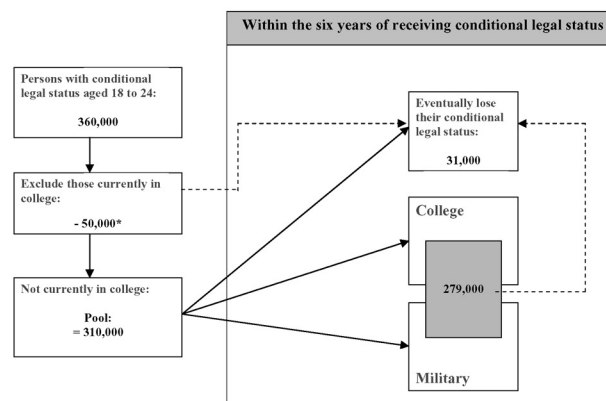 Within the six years of receiving conditional legal status
Persons with conditional
legal status aged 18 to 24:
360,000
Exclude those currently in
college:
- 50,000*
Not currently in college:
Pool:
= 310,000
Eventually lose
their conditional
legal status:
31,000
College
279,000
Military